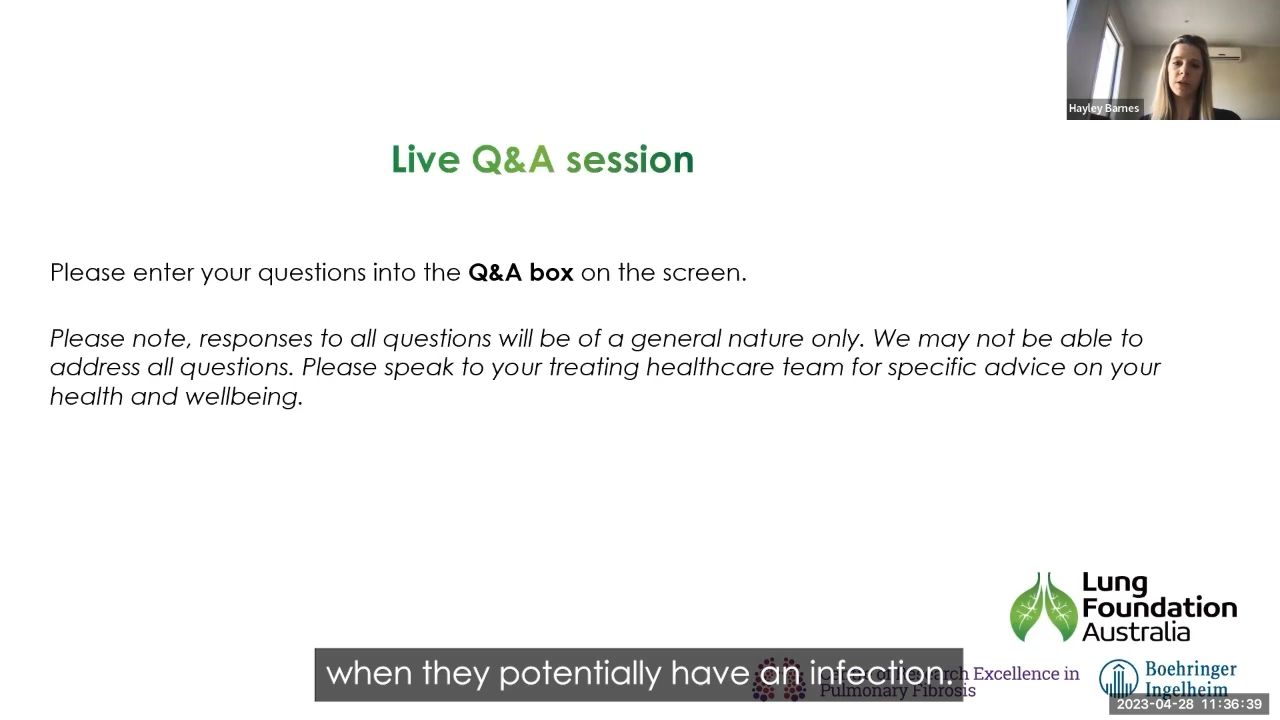 Hayley Barnes
Live Q&A session
Please enter your questions into the Q&A box on the screen.
Please note, responses to all questions will be of a general nature only. We may not be able to
address all questions. Please speak to your treating healthcare team for specific advice on your
health and wellbeing.
Lung
Foundation
Australia
when they potentially have an infection.
of Research Excellence in
Pulmonary Fibrosis
Boehringer
Ingelheim
2023-04-28 11:36:39